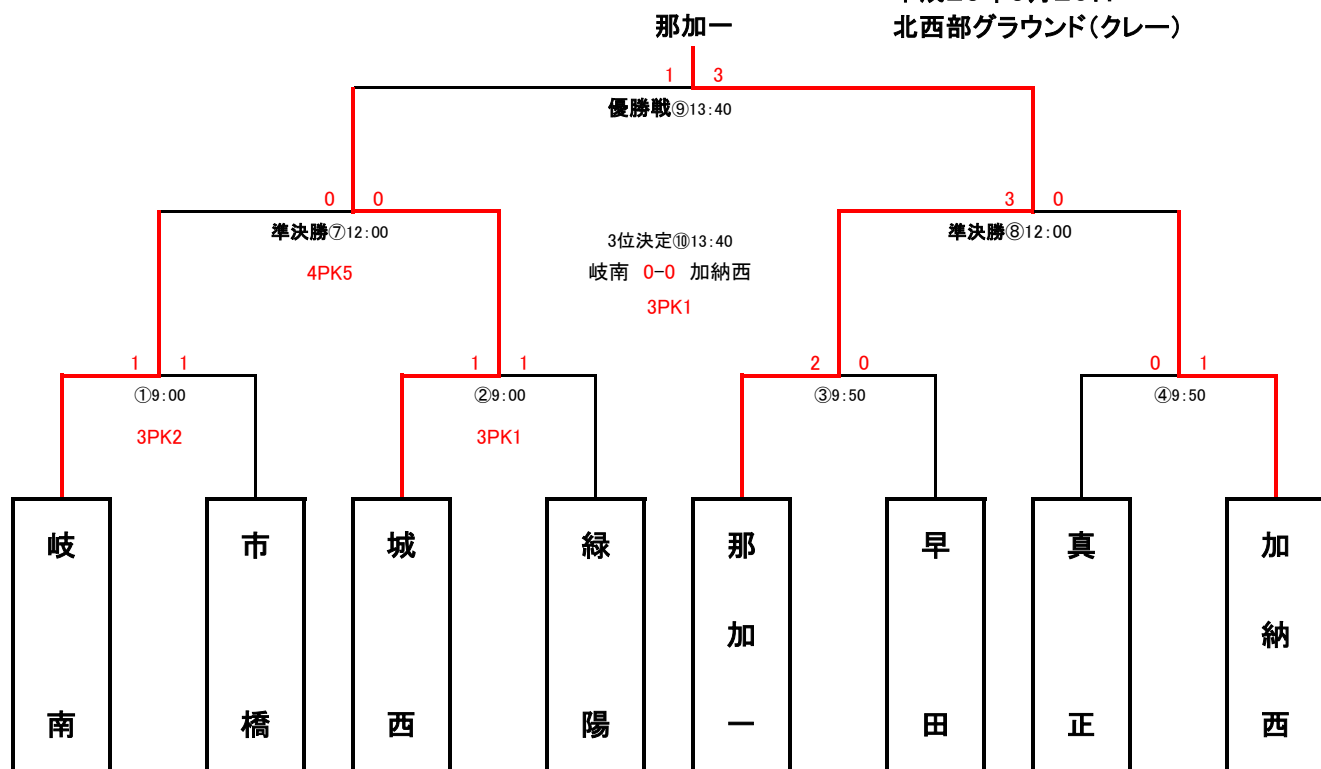 那加一
北西部グラウンド(クレー)
1 3
優勝戦⑨13:40
0 0
3 0
準決勝⑦12:00
3位決定⑩13:40
準決勝⑧12:00
4PK5
岐南 0-0 加納西
3PK1
1 1
1 1
2 0
0 1
①9:00
②9:00
③9:50
④9:50
3PK2
3PK1
岐南
市橋
城西
緑陽
那加一
早田
真正
加納西